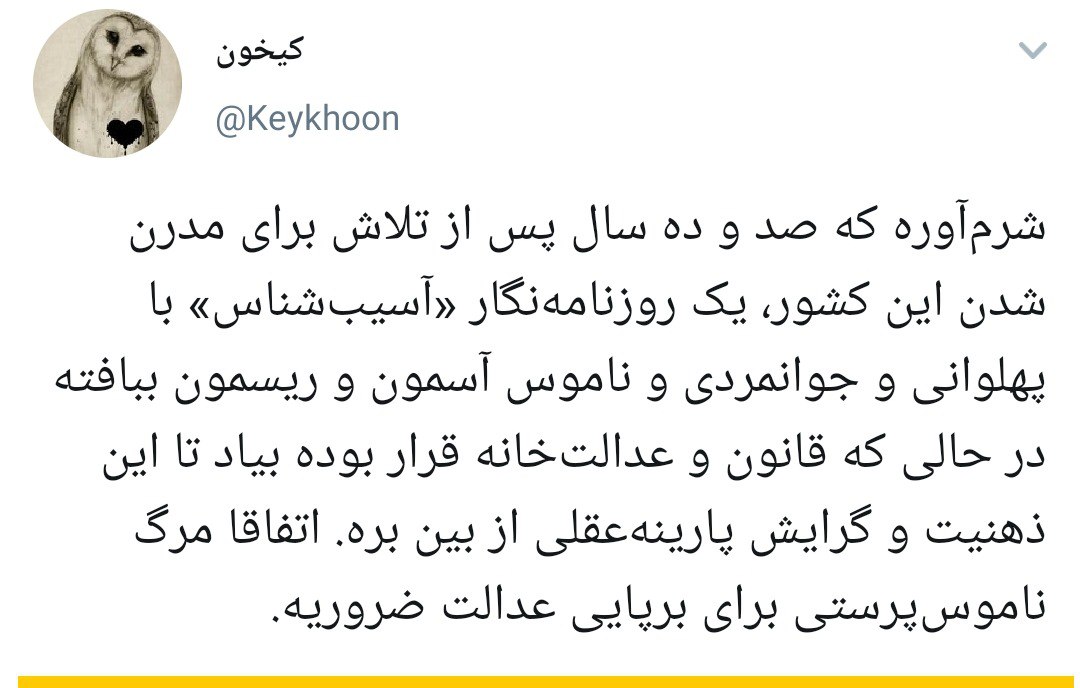 کیخون
@Keykhoon
شرم‌آوره که صد و ده سال پس از تلاش برای مدرن
شدن این کشور، یک روزنامه‌نگار «آسیب‌شناس» با
پهلوانی و جوانمردی و ناموس آسمون و ریسمون ببافته
در حالی که قانون و عدالت‌خانه قرار بوده بیاد تا این
ذهنیت و گرایش پارینه‌عقلی از بین بره. اتفاقا مرگ
ناموس‌پرستی برای برپایی عدالت ضروریه.